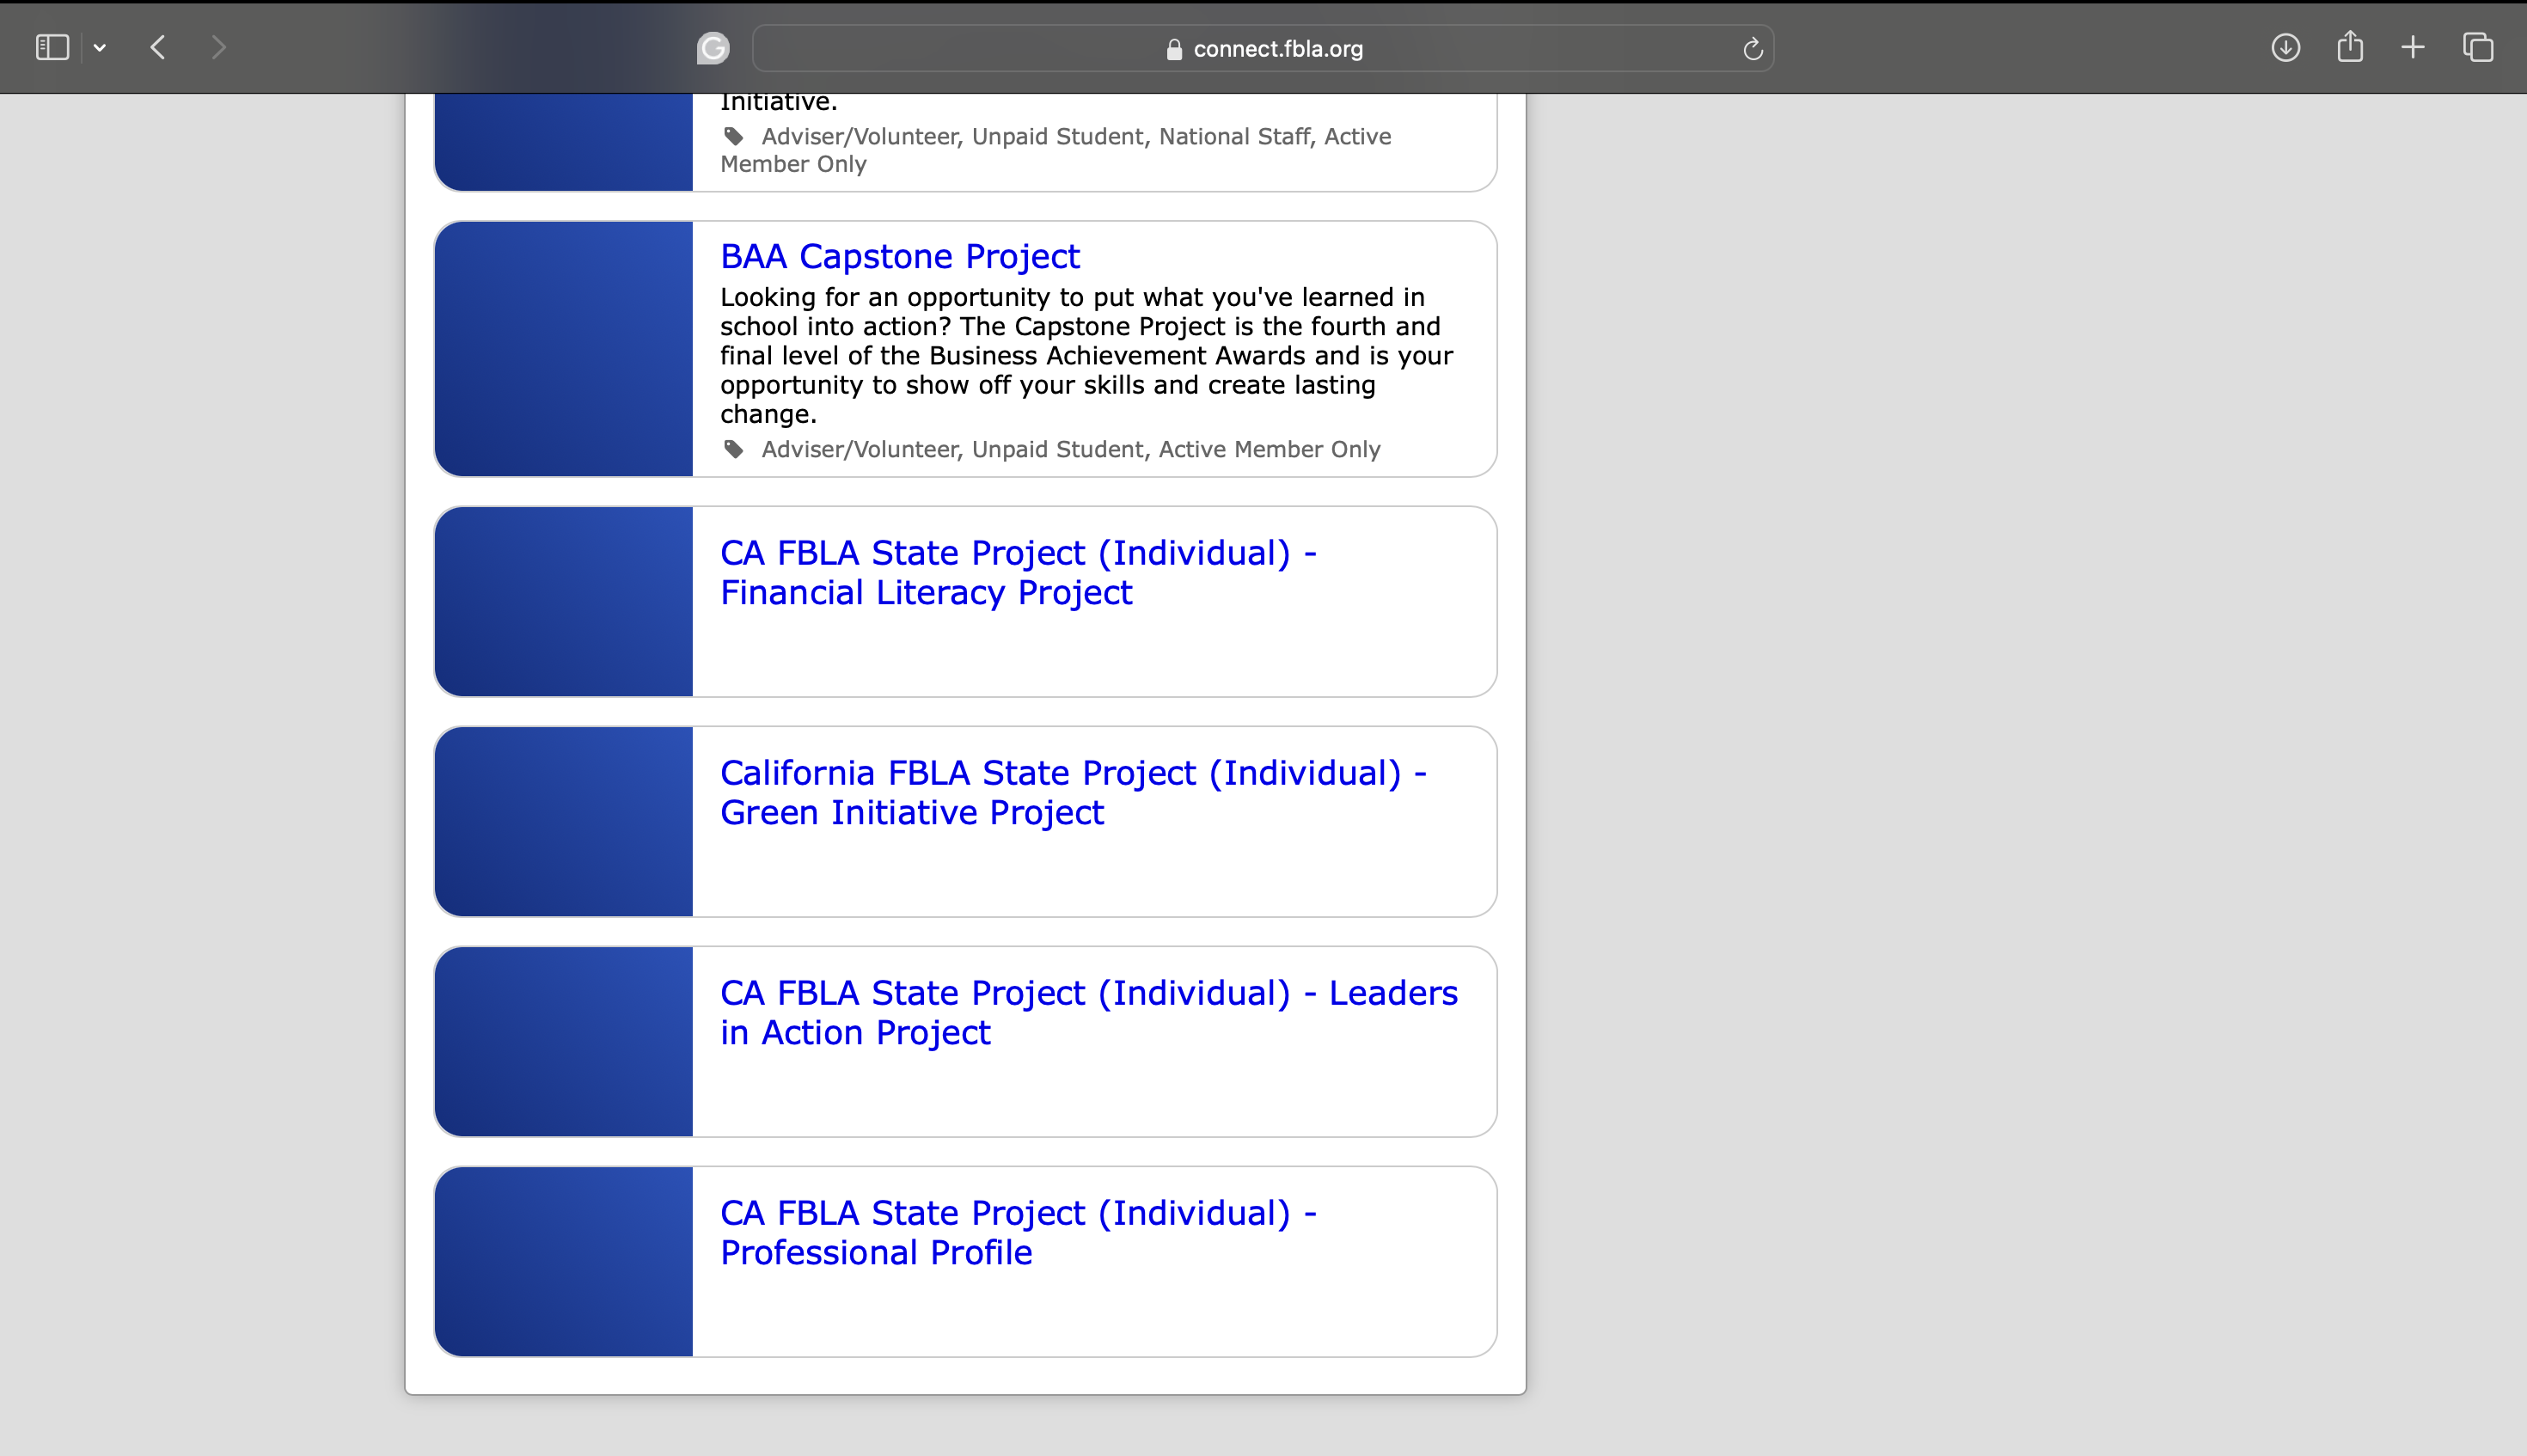 connect.fbla.org
Initiative.
Adviser/Volunteer, Unpaid Student, National Staff, Active
Member Only
BAA Capstone Project
Looking for an opportunity to put what you've learned in
school into action? The Capstone Project is the fourth and
final level of the Business Achievement Awards and is your
opportunity to show off your skills and create lasting
change.
Adviser/Volunteer, Unpaid Student, Active Member Only
CA FBLA State Project (Individual) -
Financial Literacy Project
California FBLA State Project (Individual) -
Green Initiative Project
CA FBLA State Project (Individual) - Leaders
in Action Project
CA FBLA State Project (Individual) -
Professional Profile